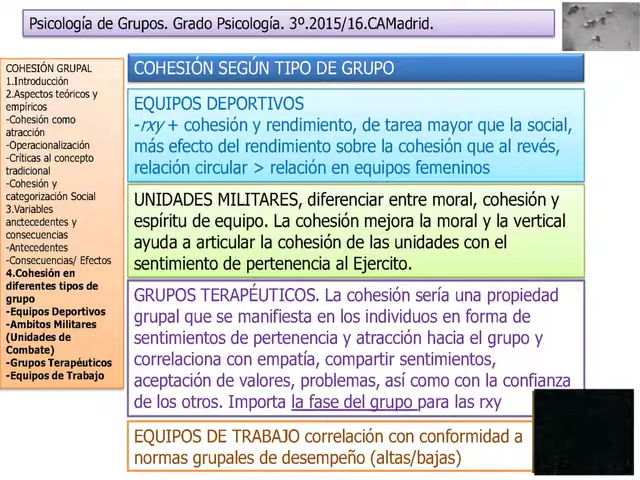 Psicología de Grupos. Grado Psicología. 3º.2015/16.CAMadrid.
COHESIÓN GRUPAL
1.Introducción
2.Aspectos teóricos y
empíricos
-Cohesión como
atracción
-Operacionalización
-Críticas al concepto
tradicional
-Cohesión y
categorización Social
3.Variables
anctecedentes y
consecuencias
-Antecedentes
-Consecuencias/ Efectos
4.Cohesión en
diferentes tipos de
grupo
-Equipos Deportivos
-Ambitos Militares
(Unidades de
Combate)
-Grupos Terapéuticos
-Equipos de Trabajo
COHESIÓN SEGÚN TIPO DE GRUPO
EQUIPOS DEPORTIVOS
-rxy + cohesión y rendimiento, de tarea mayor que la social,
más efecto del rendimiento sobre la cohesión que al revés,
relación circular > relación en equipos femeninos
UNIDADES MILITARES, diferenciar entre moral, cohesión y
espíritu de equipo. La cohesión mejora la moral y la vertical
ayuda a articular la cohesión de las unidades con el
sentimiento de pertenencia al Ejercito.
GRUPOS TERAPÉUTICOS. La cohesión sería una propiedad
grupal que se manifiesta en los individuos en forma de
sentimientos de pertenencia y atracción hacia el grupo y
correlaciona con empatía, compartir sentimientos,
aceptación de valores, problemas, así como con la confianza
de los otros. Importa la fase del grupo para las rxy
EQUIPOS DE TRABAJO correlación con conformidad a
normas grupales de desempeño (altas/bajas)